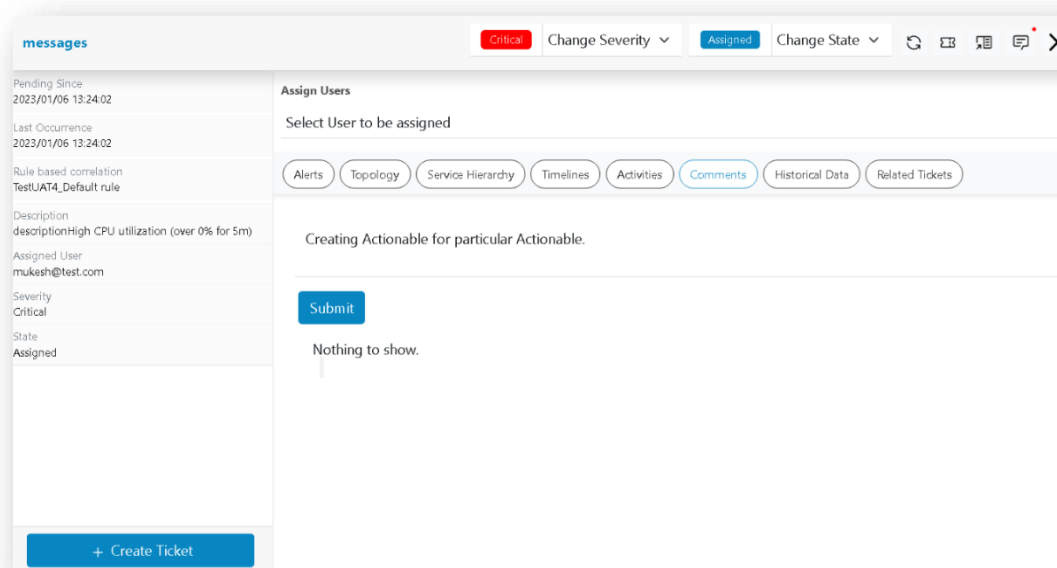 messages
Critical
Change Severity
Assigned
Change State
Pending Since
2023/01/06 13:24:02
Last Occurrence
2023/01/06 13:24:02
Rule based correlation
TestUAT4_Default rule
Description
descriptionHigh CPU utilization (over 0% for 5m)
Assigned User
mukesh@test.com
Severity
Critical
State
Assigned
+ Create Ticket
Assign Users
Select User to be assigned
Alerts
Topology
Service Hierarchy
Timelines
Activities
Comments
Historical Data
Related Tickets
Creating Actionable for particular Actionable.
Submit
Nothing to show.